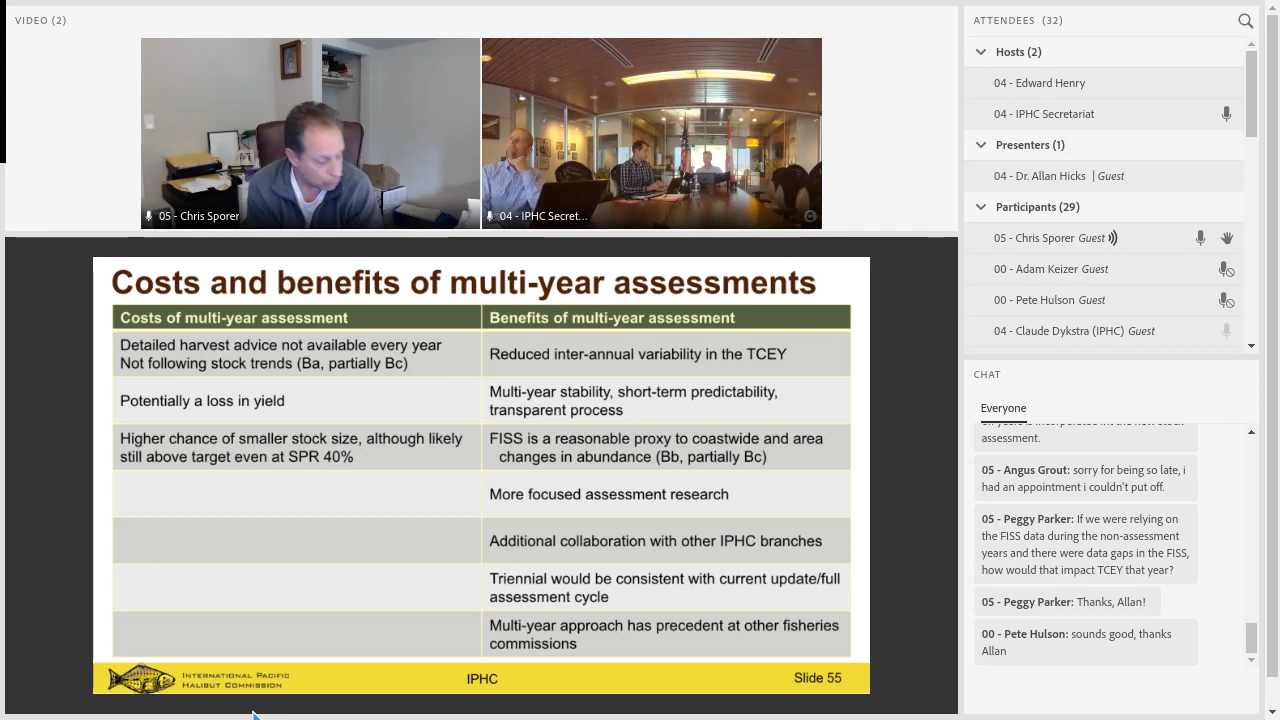 VIDEO (2)
05 - Chris Sporer
04 - IPHC Secret...
Costs and benefits of multi-year assessments
Costs of multi-year assessment
Benefits of multi-year assessment
Detailed harvest advice not available every year
Not following stock trends (Ba, partially Bc)
Reduced inter-annual variability in the TCEY
Potentially a loss in yield
Multi-year stability, short-term predictability,
transparent process
Higher chance of smaller stock size, although likely
still above target even at SPR 40%
FISS is a reasonable proxy to coastwide and area
changes in abundance (Bb, partially Bc)
More focused assessment research
Additional collaboration with other IPHC branches
Triennial would be consistent with current update/full
assessment cycle
Multi-year approach has precedent at other fisheries
commissions
INTERNATIONAL PACIFIC
HALIBUT COMMISSION
IPHC
Slide 55
ATTENDEES (32)
Hosts (2)
04 - Edward Henry
04 - IPHC Secretariat
Presenters (1)
04 - Dr. Allan Hicks | Guest
Participants (29)
05 - Chris Sporer Guest
00 - Adam Keizer Guest
00 - Pete Hulson Guest
04 - Claude Dykstra (IPHC) Guest
CHAT
Everyone
assessment.
05 - Angus Grout: sorry for being so late, i
had an appointment i couldn't put off.
05 - Peggy Parker: If we were relying on
the FISS data during the non-assessment
years and there were data gaps in the FISS,
how would that impact TCEY that year?
05 - Peggy Parker: Thanks, Allan!
00 - Pete Hulson: sounds good, thanks
Allan